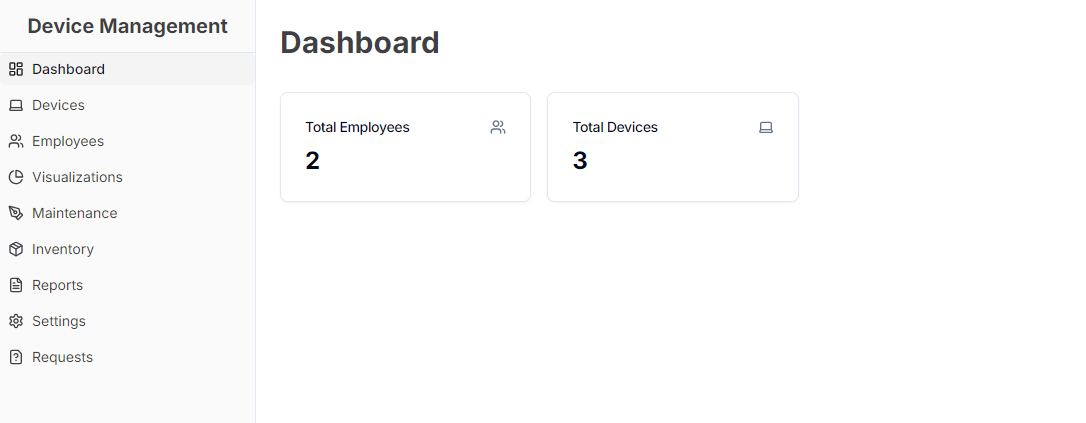 Device Management
Dashboard
Devices
Employees
Visualizations
Maintenance
Inventory
Reports
Settings
Requests
Dashboard
Total Employees
2
Total Devices
3